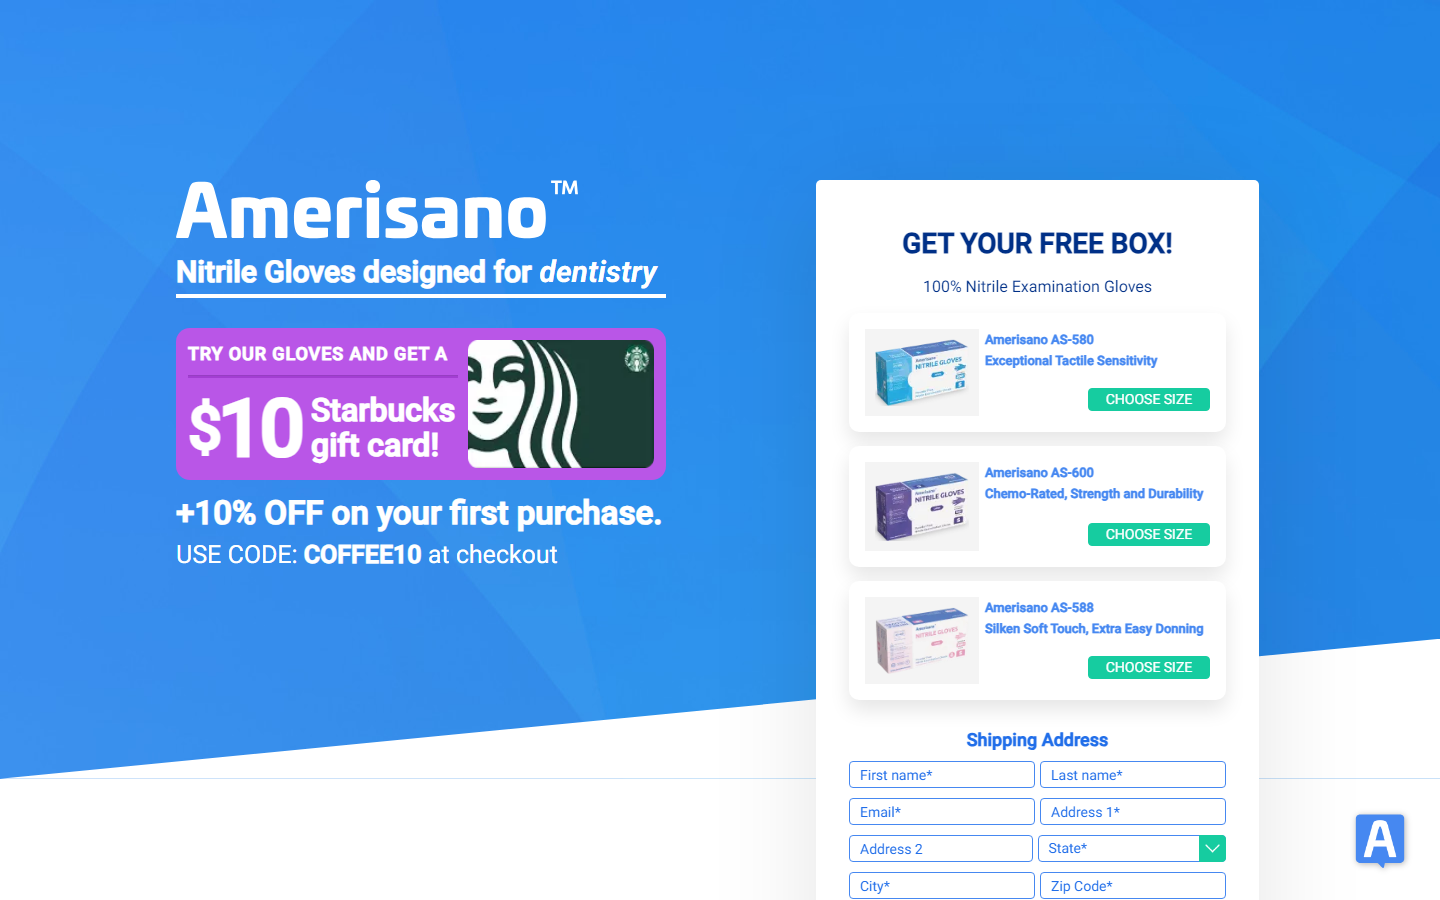 Amerisano™
Nitrile Gloves designed for dentistry
TRY OUR GLOVES AND GET A
$10 Starbucks
gift card!
+10% OFF on your first purchase.
USE CODE: COFFEE10 at checkout
GET YOUR FREE BOX!
100% Nitrile Examination Gloves
Amerisano
NITRILE GLOVES
Amerisano AS-580
Exceptional Tactile Sensitivity
CHOOSE SIZE
Amerisano
NITRILE GLOVES
Amerisano AS-600
Chemo-Rated, Strength and Durability
CHOOSE SIZE
Amerisano
NITRILE GLOVES
Amerisano AS-588
Silken Soft Touch, Extra Easy Donning
CHOOSE SIZE
Shipping Address
First name*
Last name*
Email*
Address 1*
Address 2
State*
City*
Zip Code*
A